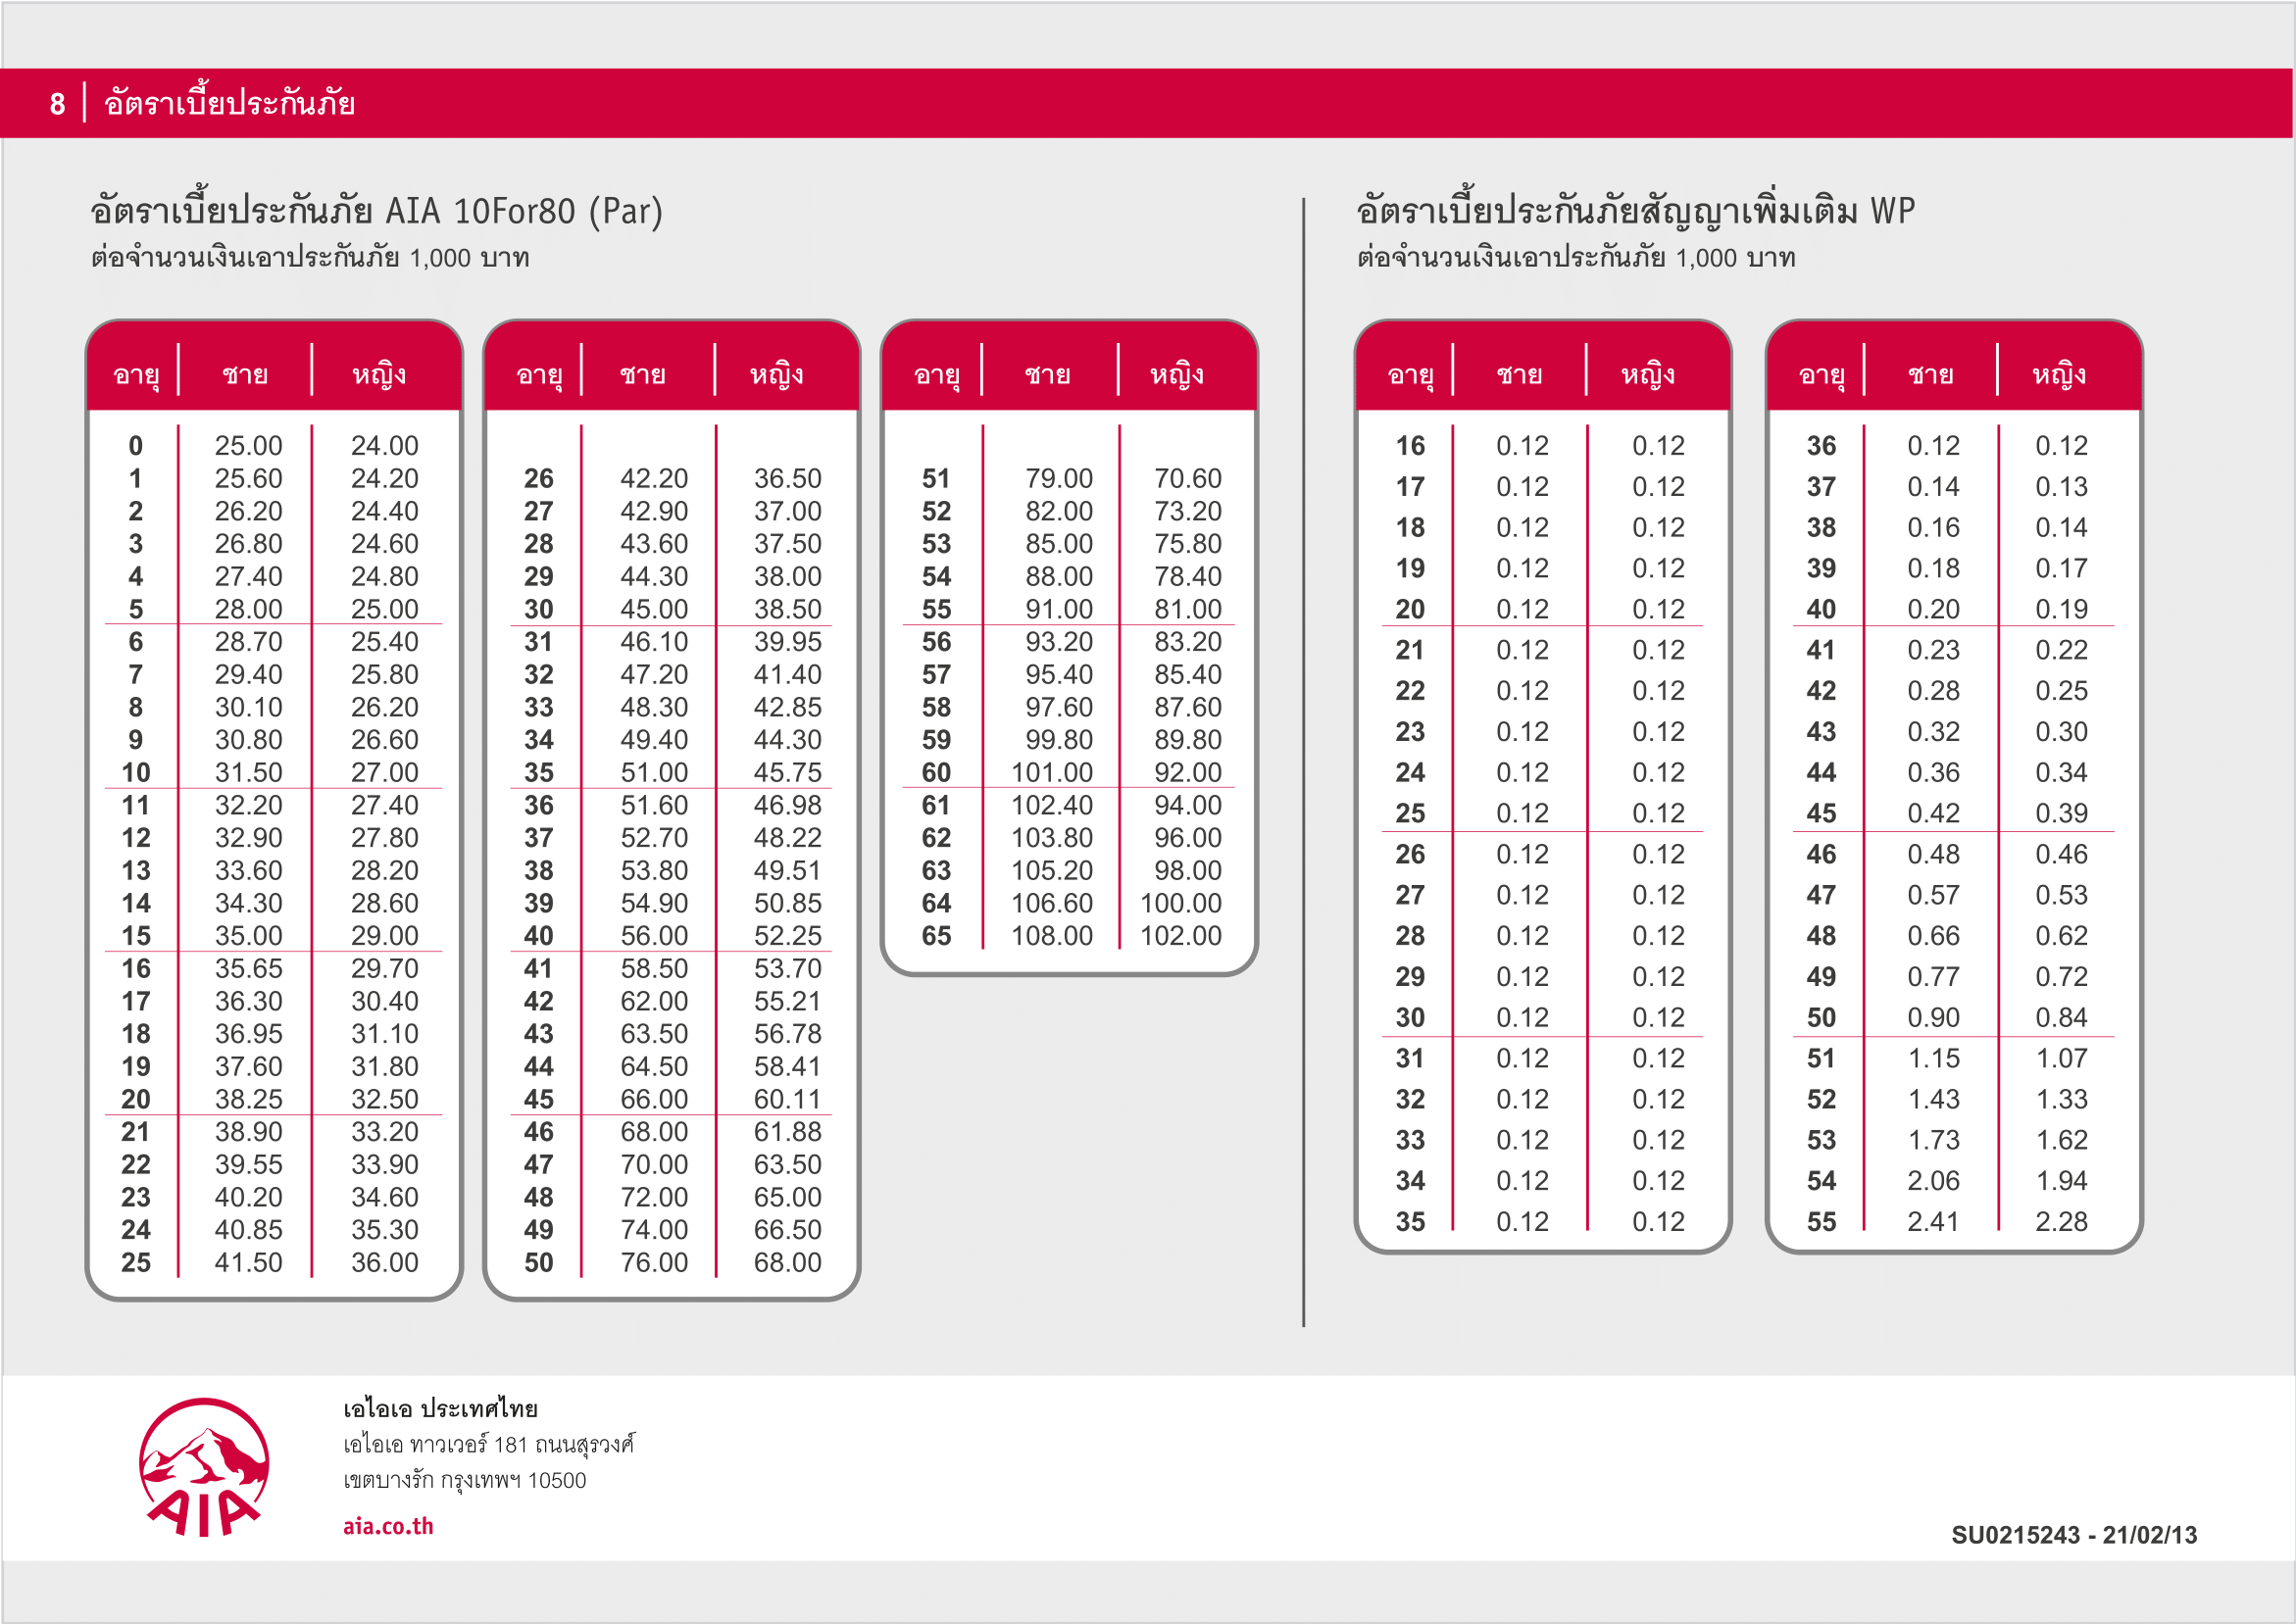 8 อัตราเบี้ยประกันภัย
อัตราเบี้ยประกันภัย AIA 10For80 (Par)
ต่อจำนวนเงินเอาประกันภัย 1,000 บาท
อายุ ชาย หญิง
0 25.00 24.00
1 25.60 24.20
2 26.20 24.40
3 26.80 24.60
4 27.40 24.80
5 28.00 25.00
6 28.70 25.40
7 29.40 25.80
8 30.10 26.20
9 30.80 26.60
10 31.50 27.00
11 32.20 27.40
12 32.90 27.80
13 33.60 28.20
14 34.30 28.60
15 35.00 29.00
16 35.65 29.70
17 36.30 30.40
18 36.95 31.10
19 37.60 31.80
20 38.25 32.50
21 38.90 33.20
22 39.55 33.90
23 40.20 34.60
24 40.85 35.30
25 41.50 36.00
อายุ ชาย หญิง
26 42.20 36.50
27 42.90 37.00
28 43.60 37.50
29 44.30 38.00
30 45.00 38.50
31 46.10 39.95
32 47.20 41.40
33 48.30 42.85
34 49.40 44.30
35 51.00 45.75
36 51.60 46.98
37 52.70 48.22
38 53.80 49.51
39 54.90 50.85
40 56.00 52.25
41 58.50 53.70
42 62.00 55.21
43 63.50 56.78
44 64.50 58.41
45 66.00 60.11
46 68.00 61.88
47 70.00 63.50
48 72.00 65.00
49 74.00 66.50
50 76.00 68.00
อายุ ชาย หญิง
51 79.00 70.60
52 82.00 73.20
53 85.00 75.80
54 88.00 78.40
55 91.00 81.00
56 93.20 83.20
57 95.40 85.40
58 97.60 87.60
59 99.80 89.80
60 101.00 92.00
61 102.40 94.00
62 103.80 96.00
63 105.20 98.00
64 106.60 100.00
65 108.00 102.00
อัตราเบี้ยประกันภัยสัญญาเพิ่มเติม WP
ต่อจำนวนเงินเอาประกันภัย 1,000 บาท
อายุ ชาย หญิง
16 0.12 0.12
17 0.12 0.12
18 0.12 0.12
19 0.12 0.12
20 0.12 0.12
21 0.12 0.12
22 0.12 0.12
23 0.12 0.12
24 0.12 0.12
25 0.12 0.12
26 0.12 0.12
27 0.12 0.12
28 0.12 0.12
29 0.12 0.12
30 0.12 0.12
31 0.12 0.12
32 0.12 0.12
33 0.12 0.12
34 0.12 0.12
35 0.12 0.12
อายุ ชาย หญิง
36 0.12 0.12
37 0.14 0.13
38 0.16 0.14
39 0.18 0.17
40 0.20 0.19
41 0.23 0.22
42 0.28 0.25
43 0.32 0.30
44 0.36 0.34
45 0.42 0.39
46 0.48 0.46
47 0.57 0.53
48 0.66 0.62
49 0.77 0.72
50 0.90 0.84
51 1.15 1.07
52 1.43 1.33
53 1.73 1.62
54 2.06 1.94
55 2.41 2.28
AIA
เอไอเอ ประเทศไทย
เอไอเอ ทาวเวอร์ 181 ถนนสุรวงศ์
เขตบางรัก กรุงเทพฯ 10500
aia.co.th
SU0215243 - 21/02/13